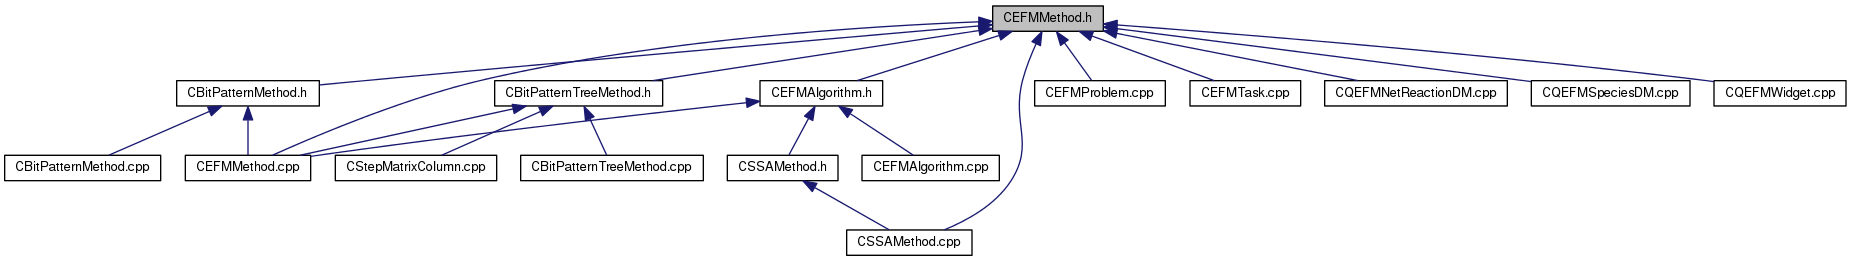 CEFMMethod.h
CBitPatternMethod.h
CBitPatternTreeMethod.h
CEFMAlgorithm.h
CEFMProblem.cpp
CEFMTask.cpp
CQEFMNetReactionDM.cpp
CQEFMSpeciesDM.cpp
CQEFMWidget.cpp
CBitPatternMethod.cpp
CEFMMethod.cpp
CStepMatrixColumn.cpp
CBitPatternTreeMethod.cpp
CSSAMethod.h
CEFMAlgorithm.cpp
CSSAMethod.cpp